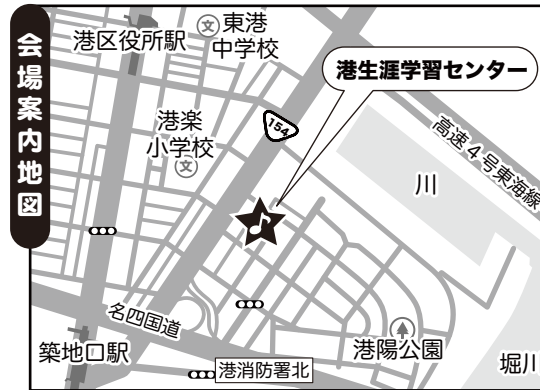 会場案内地図
港区役所駅
東港
中学校
文
港生涯学習センター
154
港楽
小学校
文
高速4号東海線
川
名四国道
築地口駅
港消防署北
港陽公園
堀川